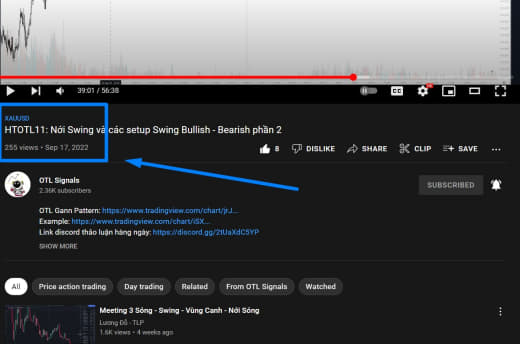 39:01 / 56:38
CC
XAUUSD
HTOTL11: Nới Swing và các setup Swing Bullish - Bearish phần 2
255 views • Sep 17, 2022
8 DISLIKE SHARE CLIP SAVE
OTL Signals
2.36K subscribers
SUBSCRIBED
OTL Gann Pattern: https://www.tradingview.com/chart/jrJ...
Example: https://www.tradingview.com/chart/iSX...
Link discord thảo luận hàng ngày: https://discord.gg/2tUaXdC5YP
SHOW MORE
All Price action trading Day trading Related From OTL Signals Watched
Meeting 3 Sóng - Swing - Vùng Canh - Nới Sóng
Lương Đỗ - TLP
1.6K views • 4 weeks ago